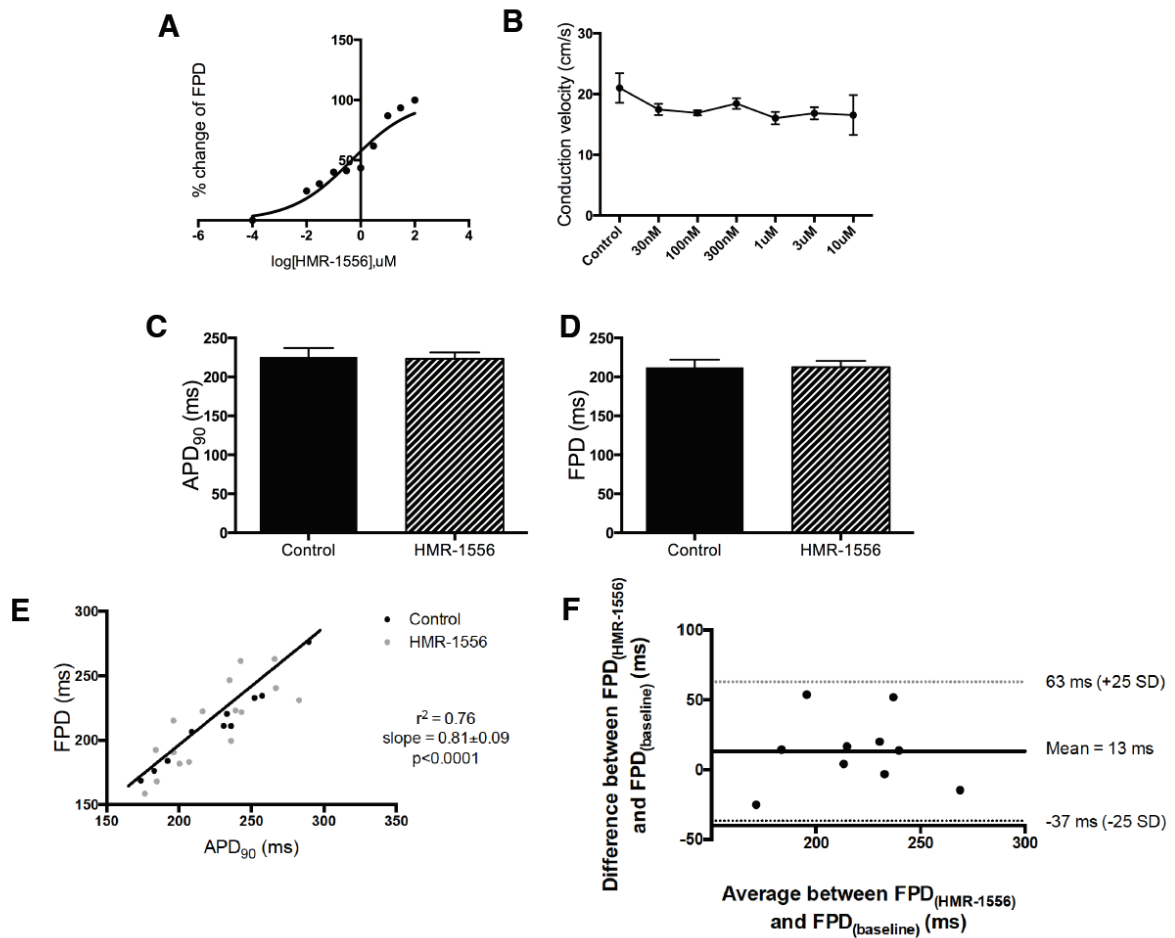 A
% change of FPD
150
100
50
-6
-4
-2
0
2
4
log[HMR-1556],uM
B
Conduction velocity (cm/s)
30
20
10
0
Control
30nM
100nM
300nM
1uM
3uM
10uM
C
APD90 (ms)
250
200
150
100
50
0
Control
HMR-1556
D
FPD (ms)
250
200
150
100
50
0
Control
HMR-1556
E
FPD (ms)
300
250
200
150
150
200
250
300
350
APD90 (ms)
Control
HMR-1556
r2 = 0.76
slope = 0.81±0.09
p<0.0001
F
Difference between FPD(HMR-1556)
and FPD(baseline) (ms)
100
50
0
-50
200
250
300
63 ms (+25 SD)
Mean = 13 ms
-37 ms (-25 SD)
Average between FPD(HMR-1556)
and FPD(baseline) (ms)